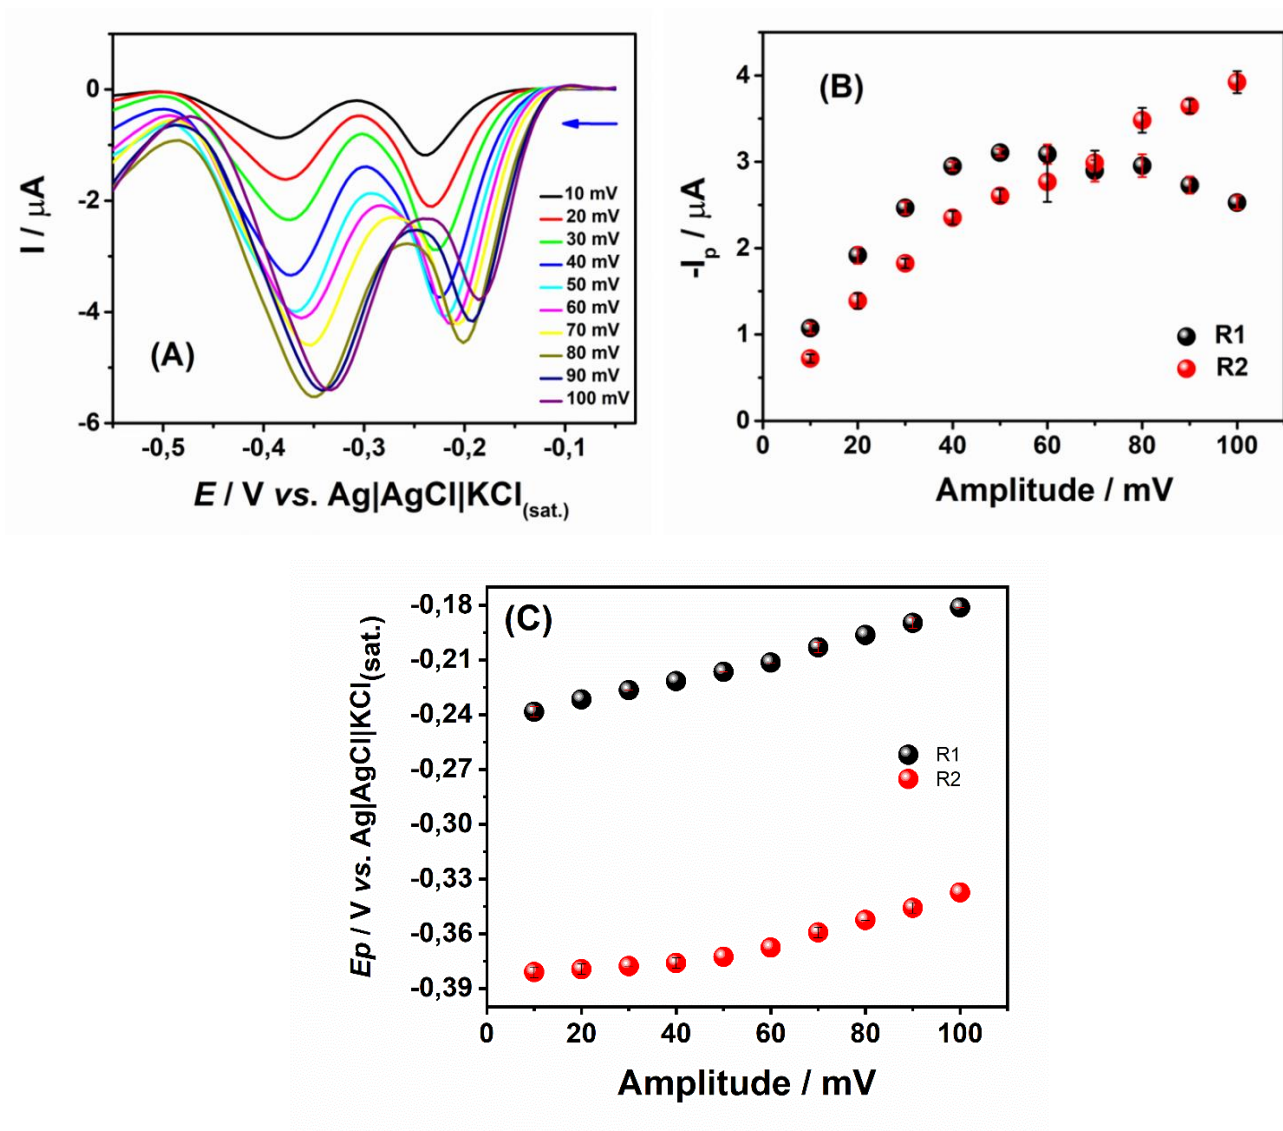 0
-2
-4
-6
I / µA
(A)
10 mV
20 mV
30 mV
40 mV
50 mV
60 mV
70 mV
80 mV
90 mV
100 mV
-0,5 -0,4 -0,3 -0,2 -0,1
E / V vs. Ag|AgCl|KCl(sat.)
(B)
4
3
2
1
0
-Ip / µA
R1
R2
0 20 40 60 80 100
Amplitude / mV
(C)
-0,18
-0,21
-0,24
-0,27
-0,30
-0,33
-0,36
-0,39
Ep / V vs. Ag|AgCl|KCl(sat.)
R1
R2
0 20 40 60 80 100
Amplitude / mV